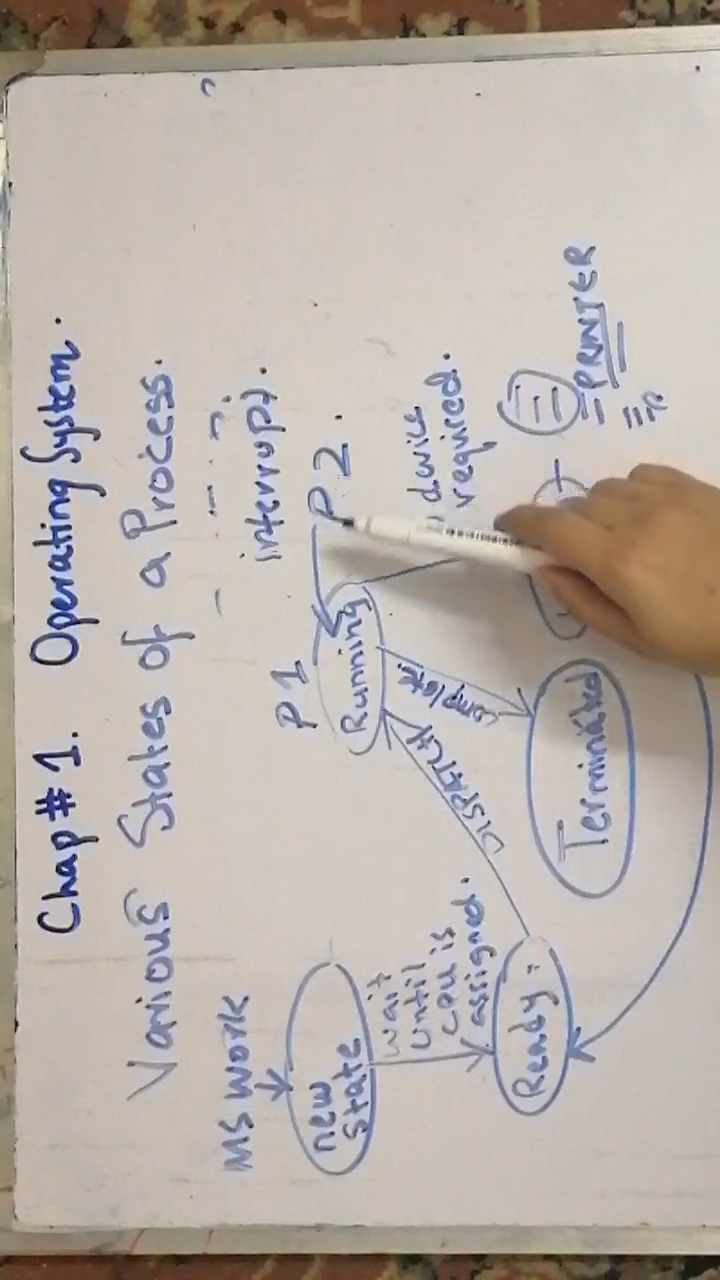 Chap # 1. Operating System.
Various States of a Process.
MS WORK
interrupt).
P1
P2.
new
state
Running
wait
until
CPU is
assigned.
DISPATCH
complete
device
required.
Ready.
Terminated
PRINTER